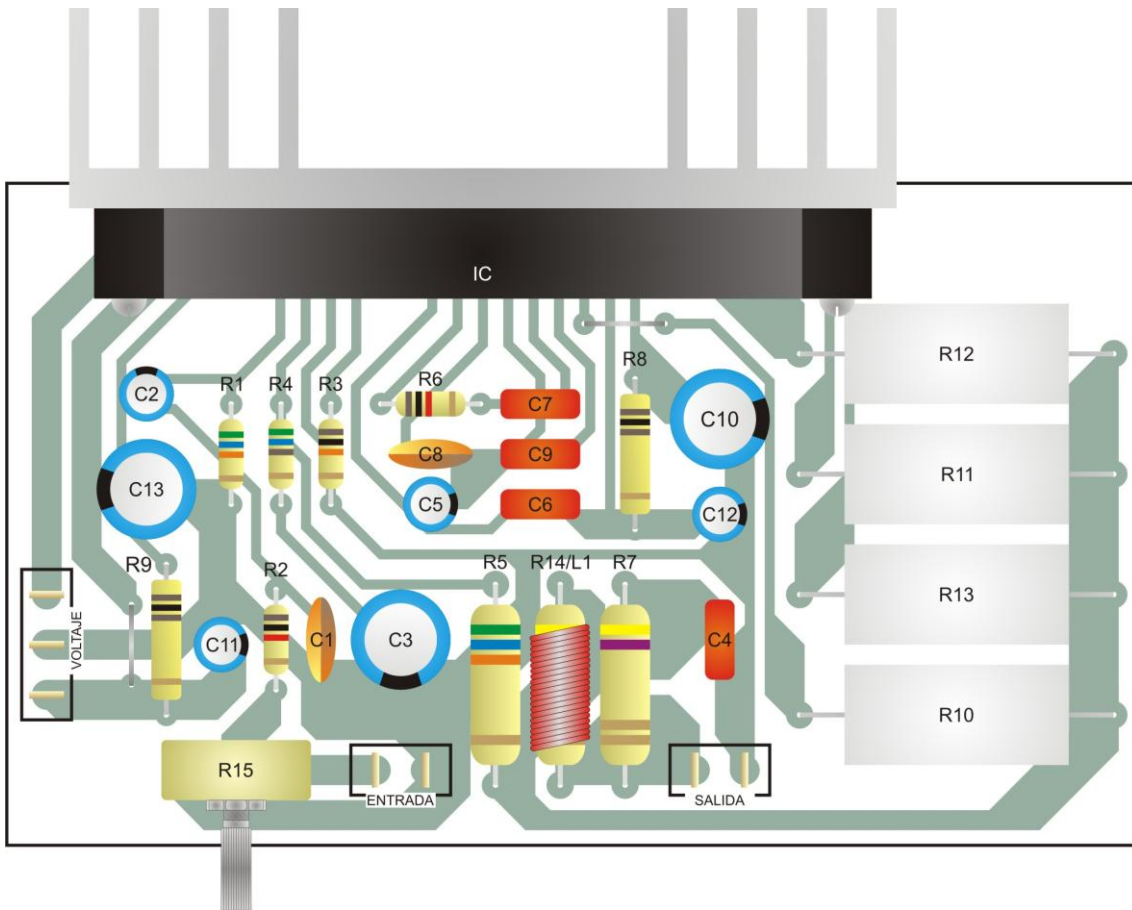 IC
R12
R8
C2
R1
R4
R3
R6
C7
C10
C8
C9
R11
C13
C5
C6
C12
R9
R2
R5
R14/L1
R7
VOLTAJE
C11
C1
C3
C4
R13
R10
R15
ENTRADA
SALIDA